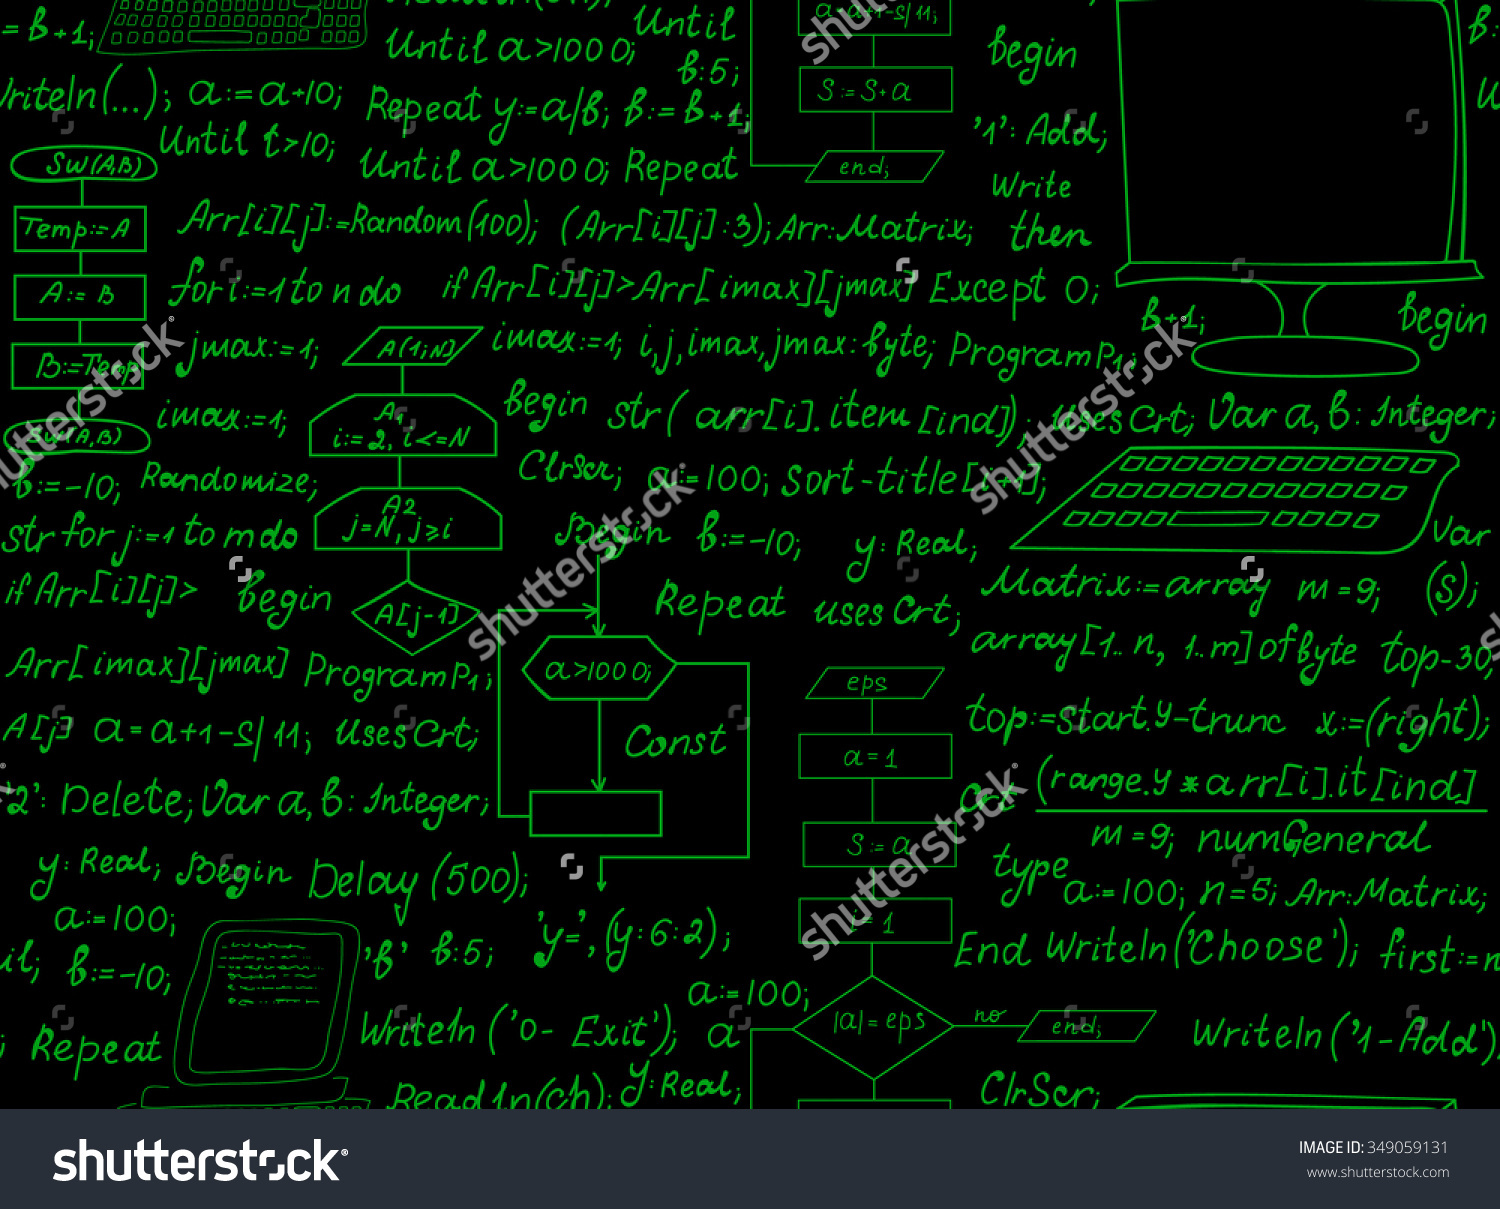 = b+1;
Until a>1000;
Until
b:5;
a=a+1-s/11;
begin
Writeln(...); a:=a+10;
Repeat y:=a/b; b:=b+1;
S:=S+a
'1': Add;
Until t>10;
Until a>1000; Repeat
end;
Write
SW(A,B)
Temp:=A
Arr[i][j]:=Random(100); (Arr[i][j]:3); Arr:Matrix;
then
A:=B
for i:=1 to n do
if Arr[i][j]>Arr[imax][jmax] Except 0;
b+1;
begin
B:=Temp
jmax:=1;
A(1;N)
imax:=1; i,j,imax,jmax:byte; Program P1;
SW(A,B)
imax:=1;
A1
i:=2, i<=N
begin str(arr[i].item[ind]); Uses Crt; Var a,b: Integer;
b:=-10; Randomize;
ClrScr; a:=100; Sort-title[i+1];
A2
j=N, j≥i
str for j:=1 to m do
Begin b:=-10; y: Real;
Var
if Arr[i][j]> begin
A[j-1]
Repeat uses Crt;
Matrix:=array m=9; (S);
array[1..n, 1..m] of byte top-30;
Arr[imax][jmax] Program P1;
a>1000;
eps
A[j] a=a+1-s/11; Uses Crt;
Const
a=1
top:=start.y-trunc x:=(right);
'2': Delete; Var a,b: Integer;
Crt (range.y*arr[i].it[ind]
S:=a
m=9; numGeneral
y: Real; Begin Delay(500);
type
a:=100; n=5; Arr:Matrix;
a:=100;
i=1
b:=-10;
'b' b:5; 'y=', (y:6:2);
End Writeln('Choose'); first:=n
a:=100;
|a|=eps
no
end;
Repeat
Writeln('0- Exit'); a
Writeln('1-Add')
Readln(ch); y: Real;
ClrScr;
shutterstock
IMAGE ID: 349059131
www.shutterstock.com